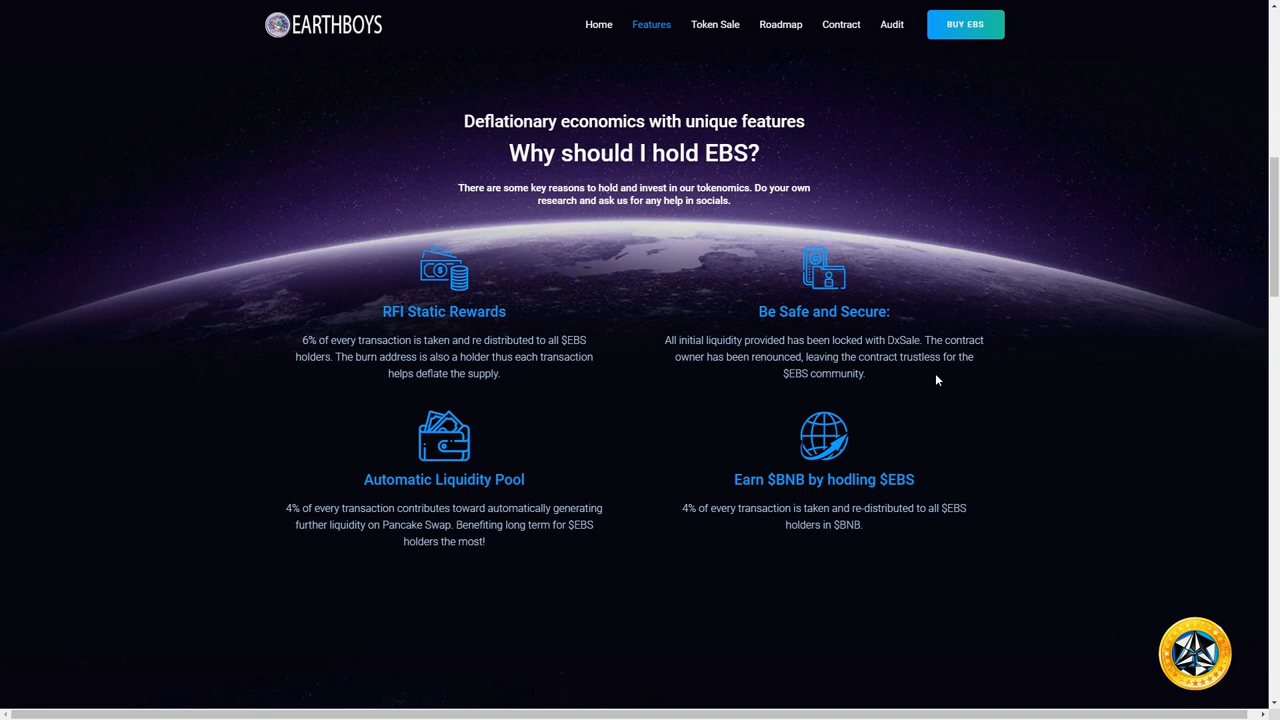 EARTHBOYS
Home
Features
Token Sale
Roadmap
Contract
Audit
BUY EBS
Deflationary economics with unique features
Why should I hold EBS?
There are some key reasons to hold and invest in our tokenomics. Do your own
research and ask us for any help in socials.
RFI Static Rewards
6% of every transaction is taken and re distributed to all $EBS
holders. The burn address is also a holder thus each transaction
helps deflate the supply.
Be Safe and Secure:
All initial liquidity provided has been locked with DxSale. The contract
owner has been renounced, leaving the contract trustless for the
$EBS community.
Automatic Liquidity Pool
4% of every transaction contributes toward automatically generating
further liquidity on Pancake Swap. Benefiting long term for $EBS
holders the most!
Earn $BNB by hodling $EBS
4% of every transaction is taken and re-distributed to all $EBS
holders in $BNB.